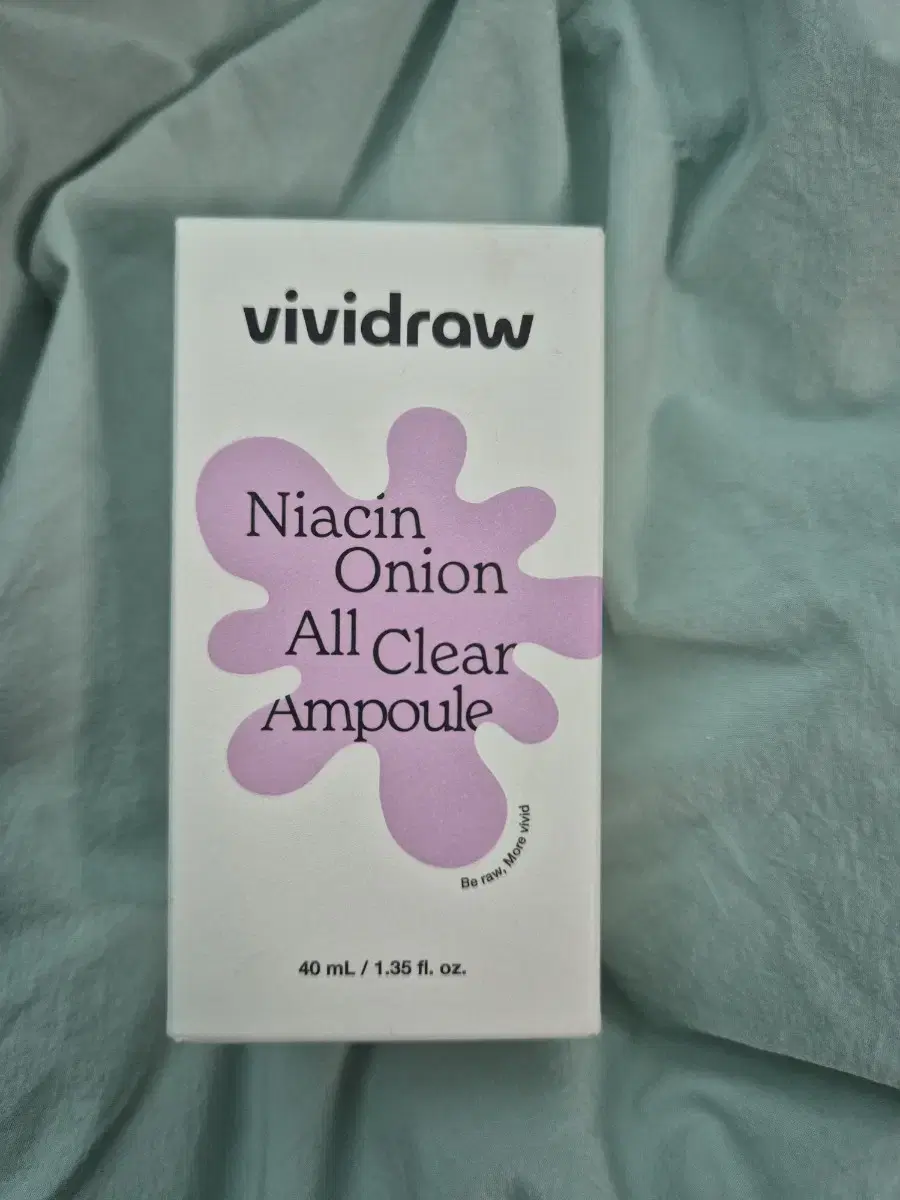 vividraw
Niacin
Onion
All Clear
Ampoule
Be raw, More vivid
40 mL / 1.35 fl. oz.